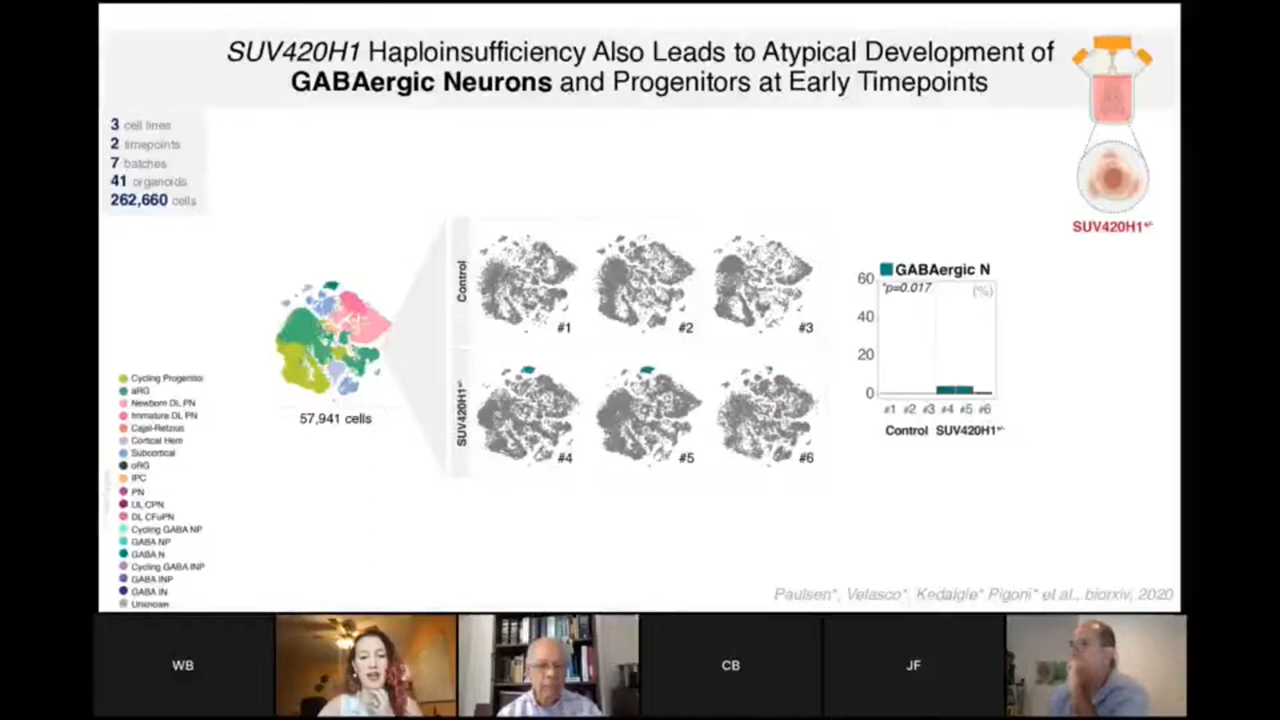 SUV420H1 Haploinsufficiency Also Leads to Atypical Development of
GABAergic Neurons and Progenitors at Early Timepoints
3 cell lines
2 timepoints
7 batches
41 organoids
262,660 cells
SUV420H1+/-
Control
#1
#2
#3
SUV420H1+/-
#4
#5
#6
57,941 cells
GABAergic N
*p=0.017
(%)
60
40
20
0
#1 #2 #3 #4 #5 #6
Control SUV420H1+/-
Cycling Progenitor
aRG
Newborn DL PN
Immature DL PN
Cajal-Retzius
Cortical Hem
Subcortical
oRG
IPC
PN
UL CPN
DL CFuPN
Cycling GABA NP
GABA NP
GABA N
Cycling GABA INP
GABA INP
GABA IN
Unknown
Paulsen*, Velasco*, Kedaigle* Pigoni* et al., biorxiv, 2020
WB
CB
JF